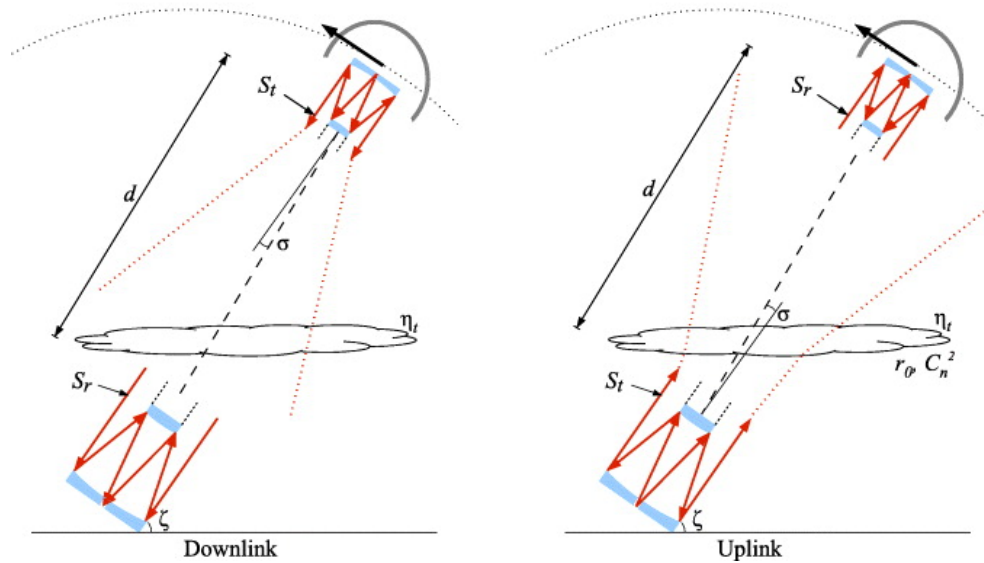 S_t
d
σ
η_t
S_r
ζ
Downlink
S_r
d
σ
η_t
r_0, C_n^2
S_t
ζ
Uplink